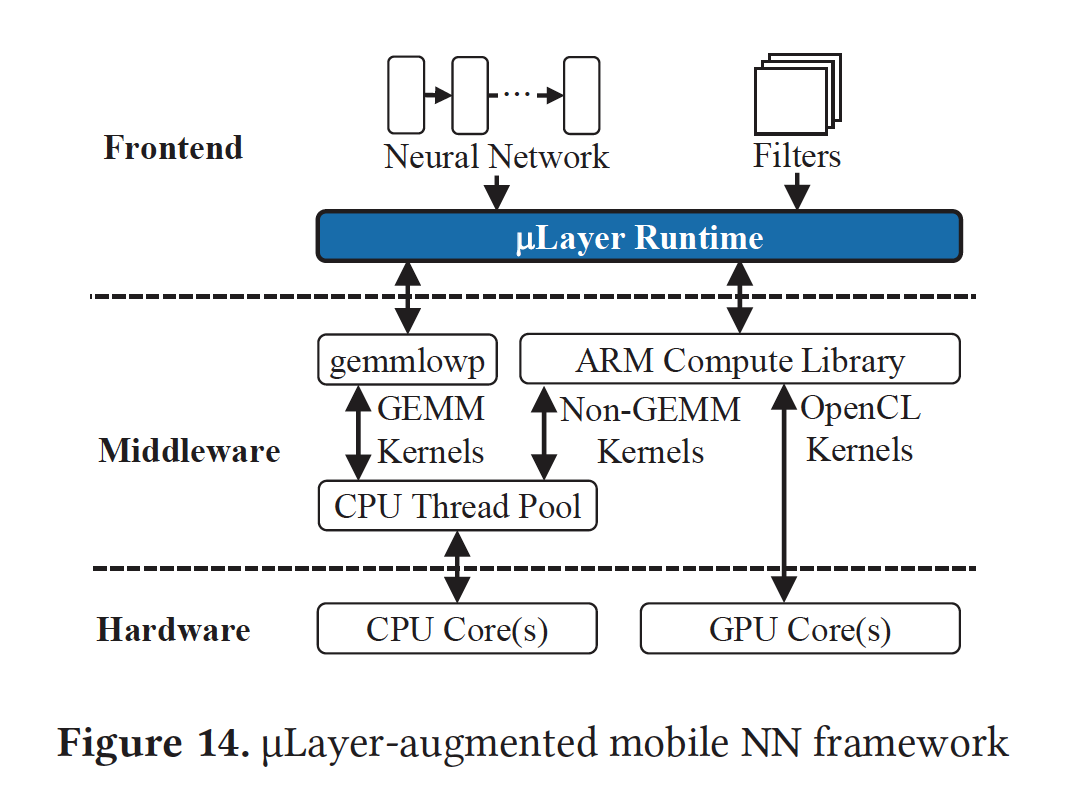 Frontend
Neural Network
Filters
μLayer Runtime
Middleware
gemmlowp
ARM Compute Library
GEMM
Kernels
Non-GEMM
Kernels
OpenCL
Kernels
CPU Thread Pool
Hardware
CPU Core(s)
GPU Core(s)
Figure 14. μLayer-augmented mobile NN framework